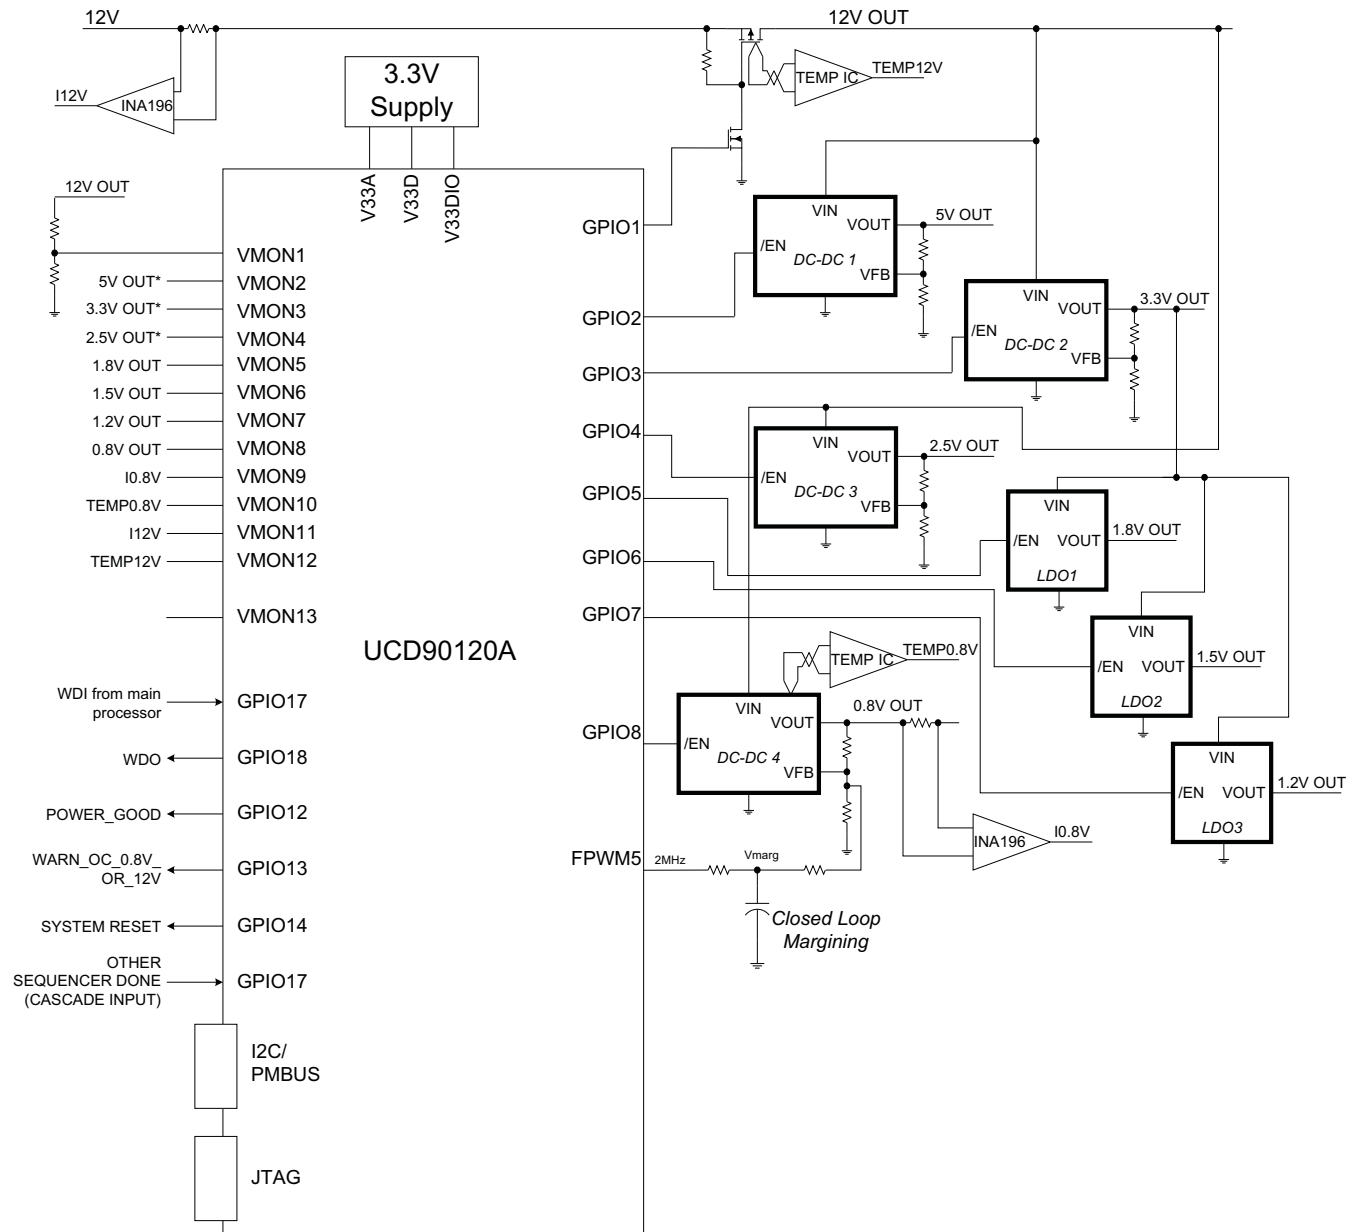 12V
12V OUT
3.3V
Supply
TEMP IC
TEMP12V
I12V
INA196
V33A
V33D
V33DIO
12V OUT
VMON1
5V OUT*
VMON2
3.3V OUT*
VMON3
2.5V OUT*
VMON4
1.8V OUT
VMON5
1.5V OUT
VMON6
1.2V OUT
VMON7
0.8V OUT
VMON8
I0.8V
VMON9
TEMP0.8V
VMON10
I12V
VMON11
TEMP12V
VMON12
VMON13
UCD90120A
WDI from main
processor
GPIO17
WDO
GPIO18
POWER_GOOD
GPIO12
WARN_OC_0.8V_
OR_12V
GPIO13
SYSTEM RESET
GPIO14
OTHER
SEQUENCER DONE
(CASCADE INPUT)
GPIO17
I2C/
PMBUS
JTAG
GPIO1
GPIO2
GPIO3
GPIO4
GPIO5
GPIO6
GPIO7
GPIO8
FPWM5
VIN
VOUT
5V OUT
/EN
DC-DC 1
VFB
VIN
VOUT
3.3V OUT
/EN
DC-DC 2
VFB
VIN
VOUT
2.5V OUT
/EN
DC-DC 3
VFB
VIN
/EN
VOUT
1.8V OUT
LDO1
VIN
/EN
VOUT
1.5V OUT
LDO2
VIN
/EN
VOUT
1.2V OUT
LDO3
TEMP IC
TEMP0.8V
VIN
VOUT
0.8V OUT
/EN
DC-DC 4
VFB
INA196
I0.8V
2MHz
Vmarg
Closed Loop
Margining